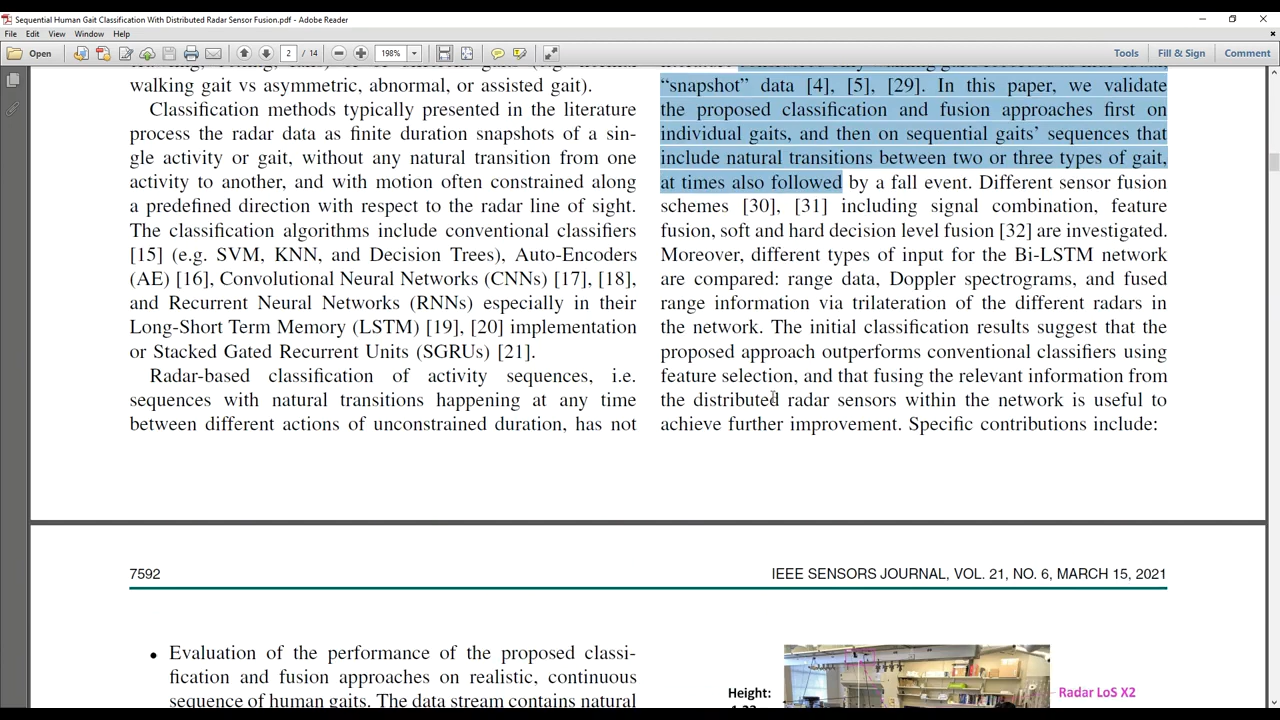 Sequential Human Gait Classification With Distributed Radar Sensor Fusion.pdf - Adobe Reader
File Edit View Window Help
Open 2 / 14 198% Tools Fill & Sign Comment
walking gait vs asymmetric, abnormal, or assisted gait).
Classification methods typically presented in the literature
process the radar data as finite duration snapshots of a sin-
gle activity or gait, without any natural transition from one
activity to another, and with motion often constrained along
a predefined direction with respect to the radar line of sight.
The classification algorithms include conventional classifiers
[15] (e.g. SVM, KNN, and Decision Trees), Auto-Encoders
(AE) [16], Convolutional Neural Networks (CNNs) [17], [18],
and Recurrent Neural Networks (RNNs) especially in their
Long-Short Term Memory (LSTM) [19], [20] implementation
or Stacked Gated Recurrent Units (SGRUs) [21].
Radar-based classification of activity sequences, i.e.
sequences with natural transitions happening at any time
between different actions of unconstrained duration, has not
“snapshot” data [4], [5], [29]. In this paper, we validate
the proposed classification and fusion approaches first on
individual gaits, and then on sequential gaits’ sequences that
include natural transitions between two or three types of gait,
at times also followed by a fall event. Different sensor fusion
schemes [30], [31] including signal combination, feature
fusion, soft and hard decision level fusion [32] are investigated.
Moreover, different types of input for the Bi-LSTM network
are compared: range data, Doppler spectrograms, and fused
range information via trilateration of the different radars in
the network. The initial classification results suggest that the
proposed approach outperforms conventional classifiers using
feature selection, and that fusing the relevant information from
the distributed radar sensors within the network is useful to
achieve further improvement. Specific contributions include:
7592 IEEE SENSORS JOURNAL, VOL. 21, NO. 6, MARCH 15, 2021
• Evaluation of the performance of the proposed classi-
fication and fusion approaches on realistic, continuous
sequence of human gaits. The data stream contains natural
Height:
Radar LoS X2